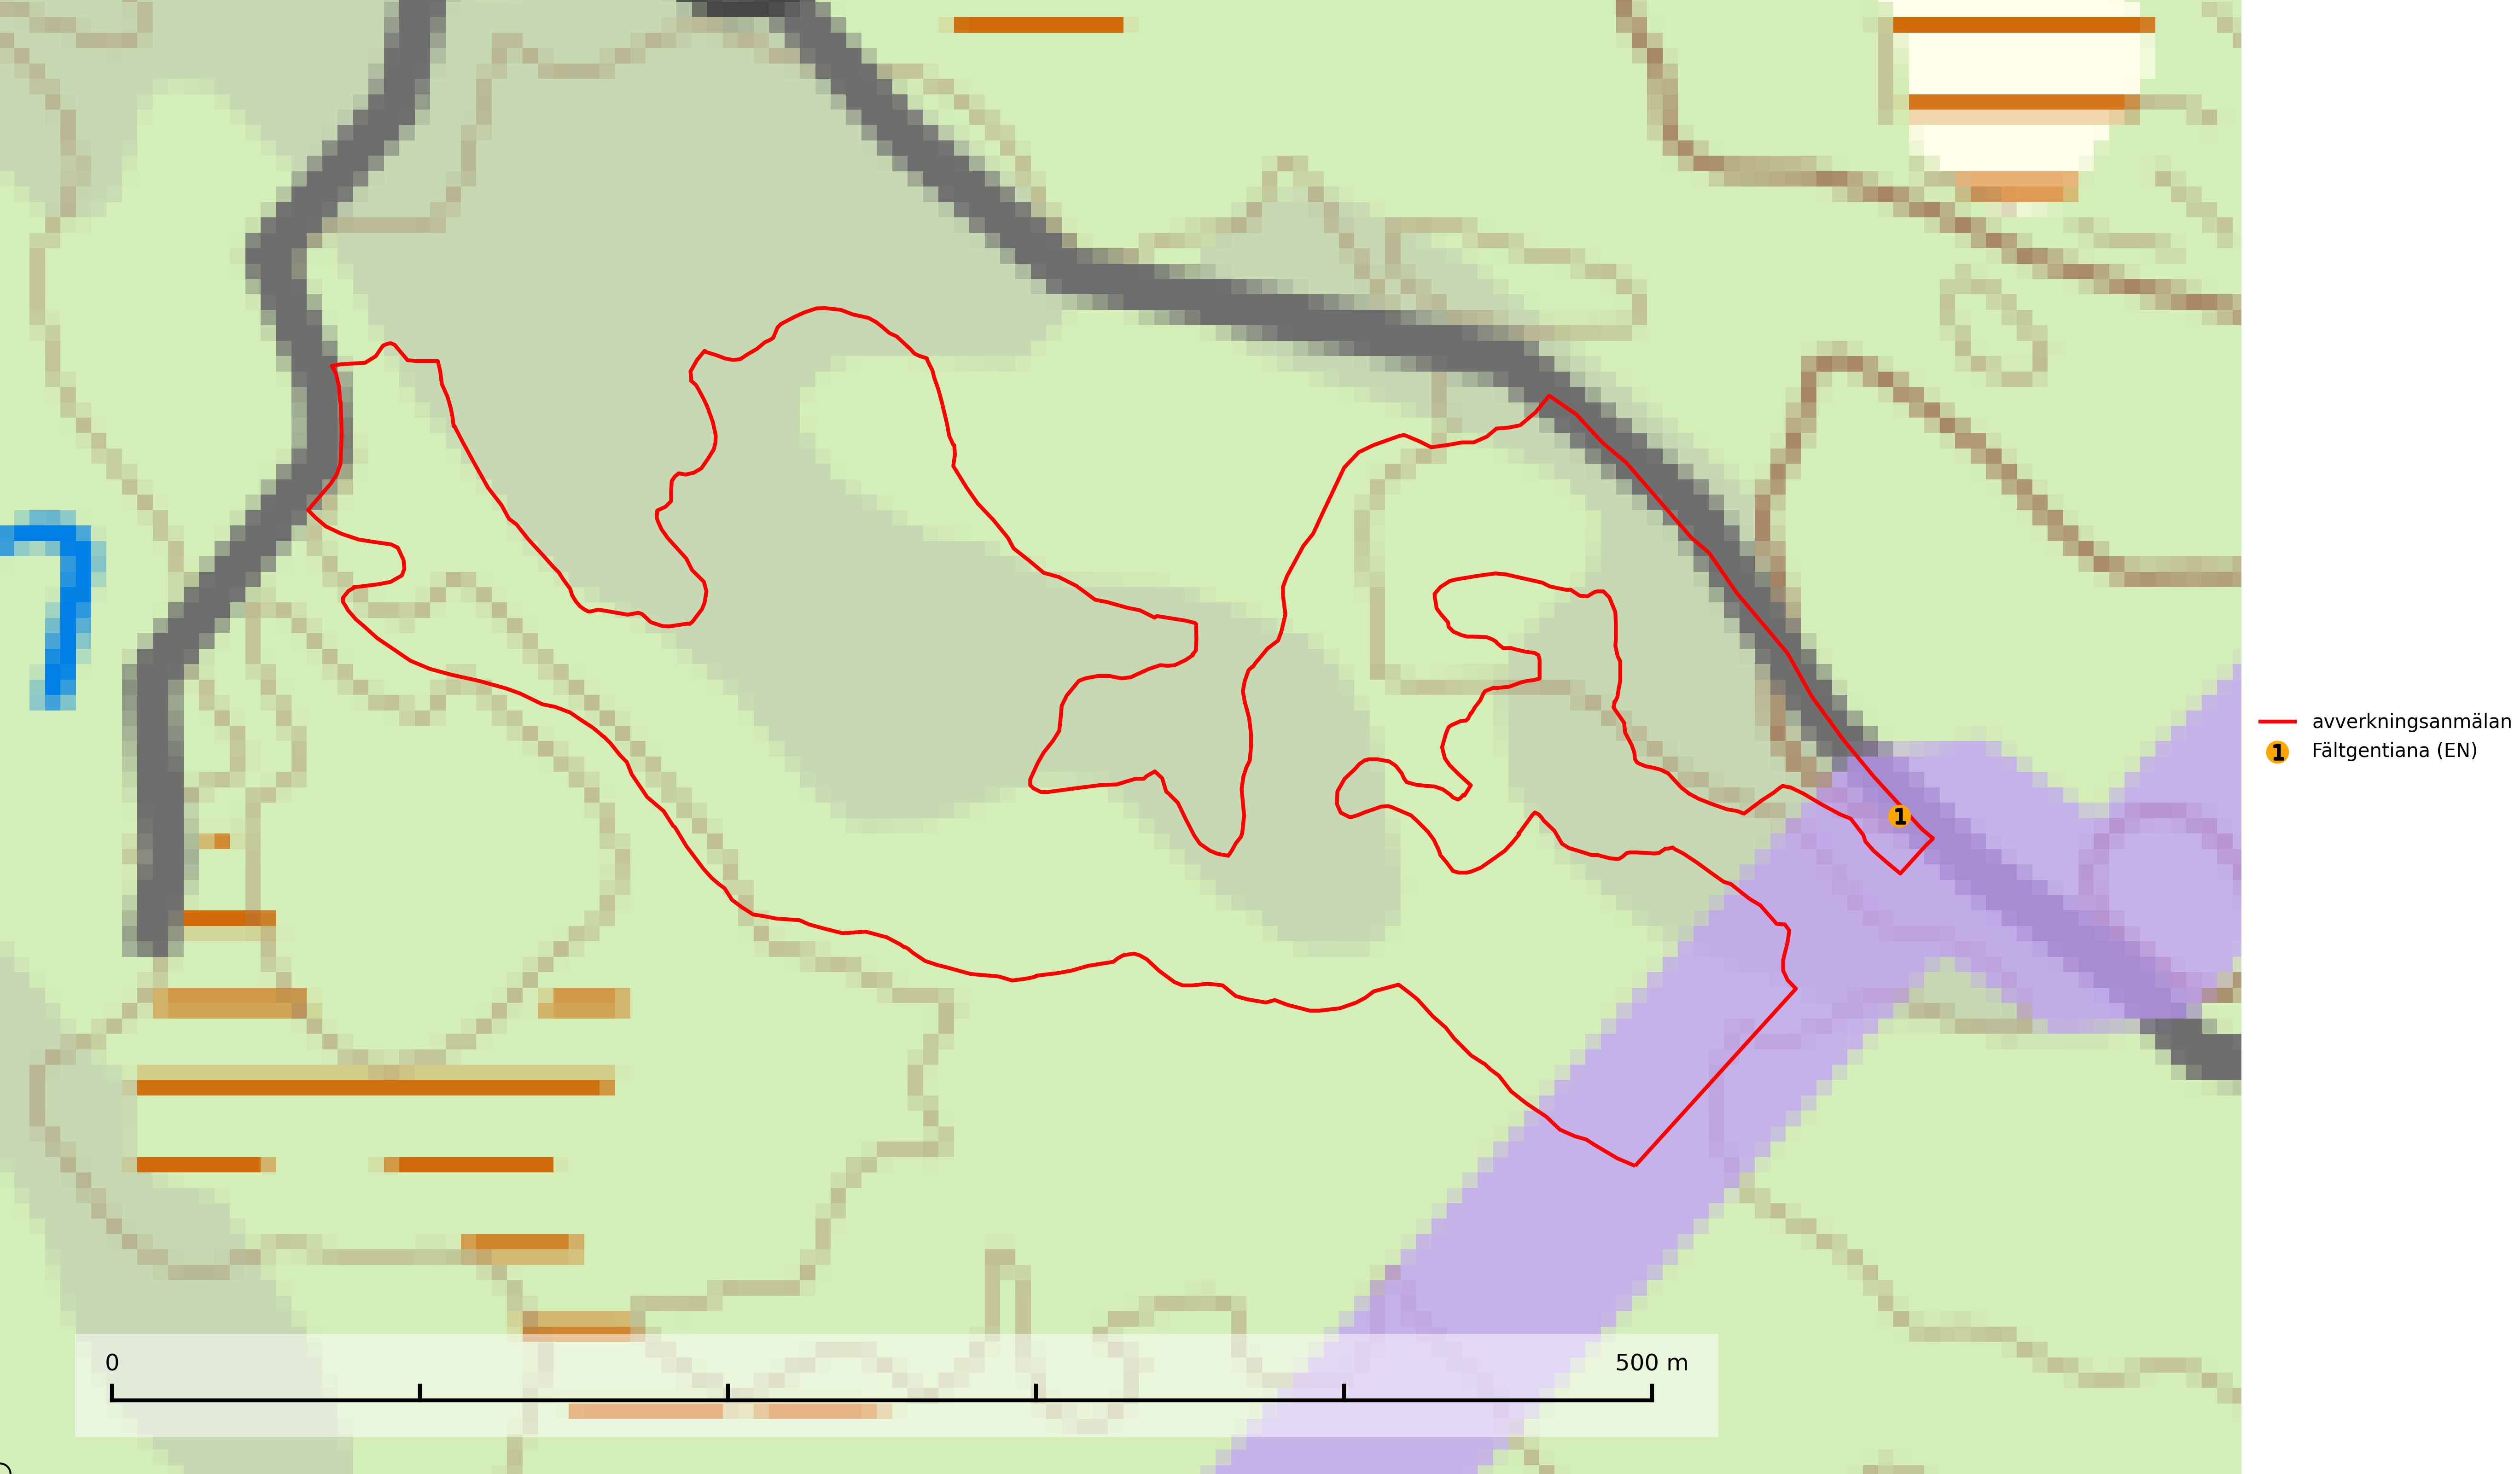 avverkningsanmälan
1
Fältgentiana (EN)
1
0
500 m